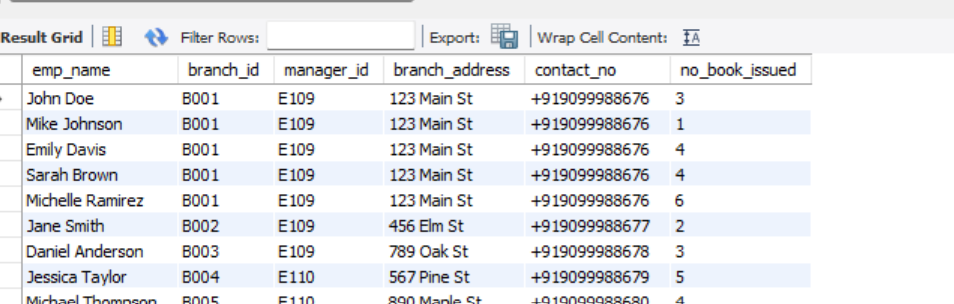 Result Grid Filter Rows: Export: Wrap Cell Content:
emp_name branch_id manager_id branch_address contact_no no_book_issued
John Doe B001 E109 123 Main St +919099988676 3
Mike Johnson B001 E109 123 Main St +919099988676 1
Emily Davis B001 E109 123 Main St +919099988676 4
Sarah Brown B001 E109 123 Main St +919099988676 4
Michelle Ramirez B001 E109 123 Main St +919099988676 6
Jane Smith B002 E109 456 Elm St +919099988677 2
Daniel Anderson B003 E109 789 Oak St +919099988678 3
Jessica Taylor B004 E110 567 Pine St +919099988679 5
Michael Thompson B005 E110 890 Maple St +919099988680 4